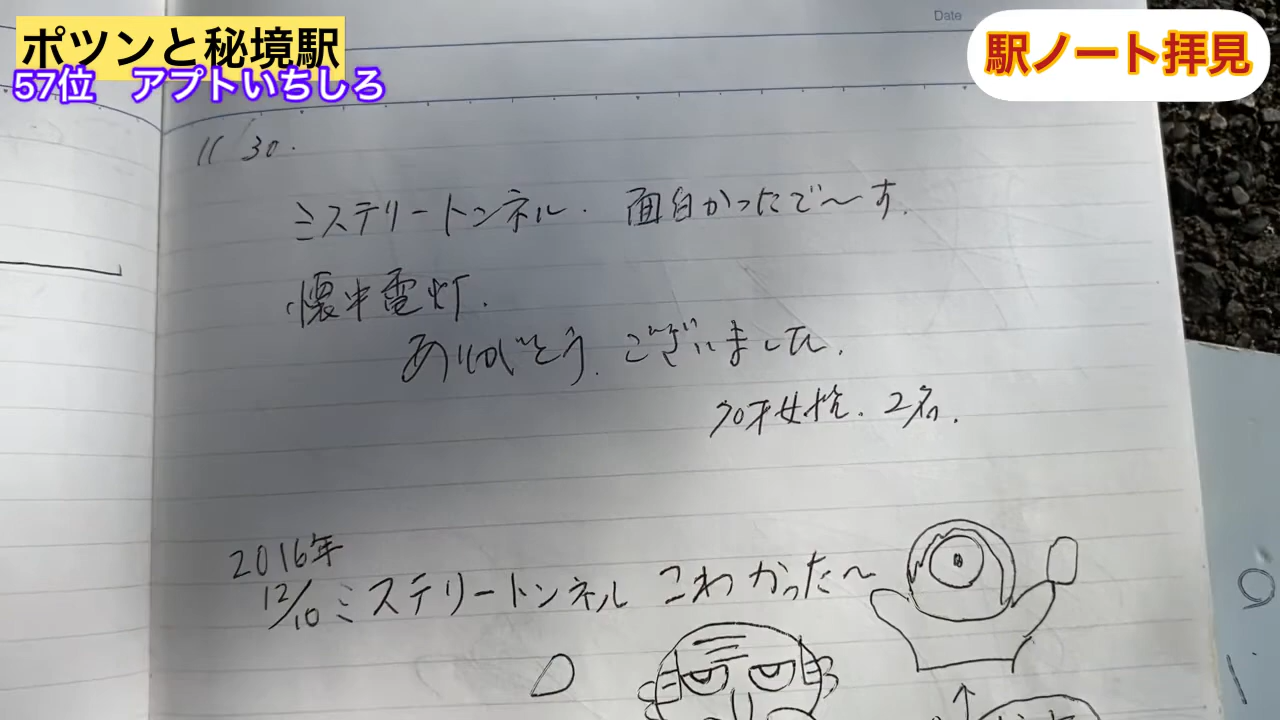 ポツンと秘境駅
57位 アプトいちしろ
駅ノート拝見
Date
11/30.
ミステリートンネル. 面白かったで〜す.
懐中電灯.
ありがとう.ございました.
70才女性. 2名.
2016年
12/10 ミステリートンネル こわかった〜